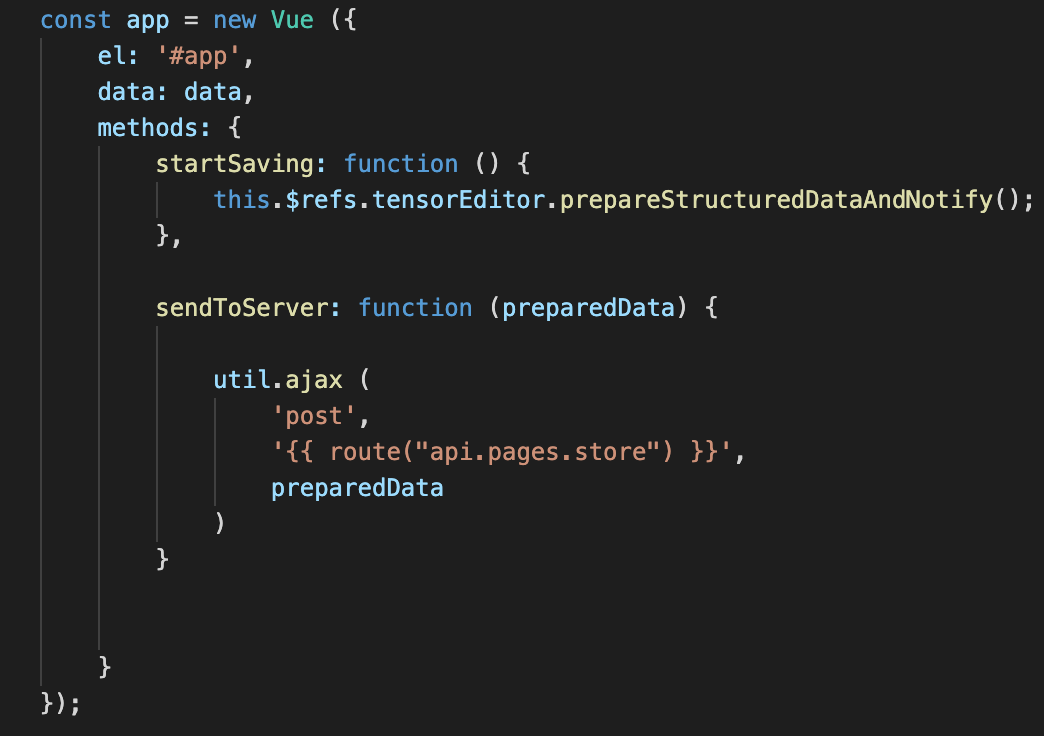 const app = new Vue ({
el: '#app',
data: data,
methods: {
startSaving: function () {
this.$refs.tensorEditor.prepareStructuredDataAndNotify();
},
sendToServer: function (preparedData) {
util.ajax (
'post',
'{{ route("api.pages.store") }}',
preparedData
)
}
}
});